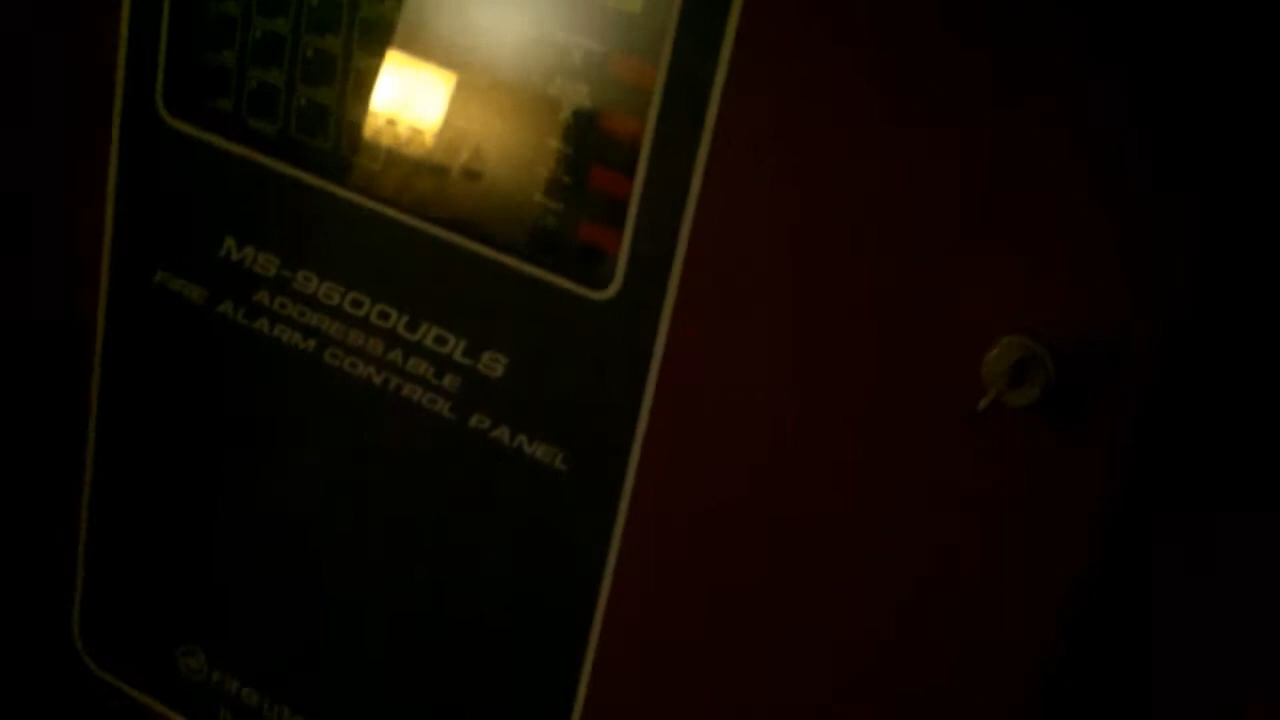 MS-9600UDLS
ADDRESSABLE
FIRE ALARM CONTROL PANEL